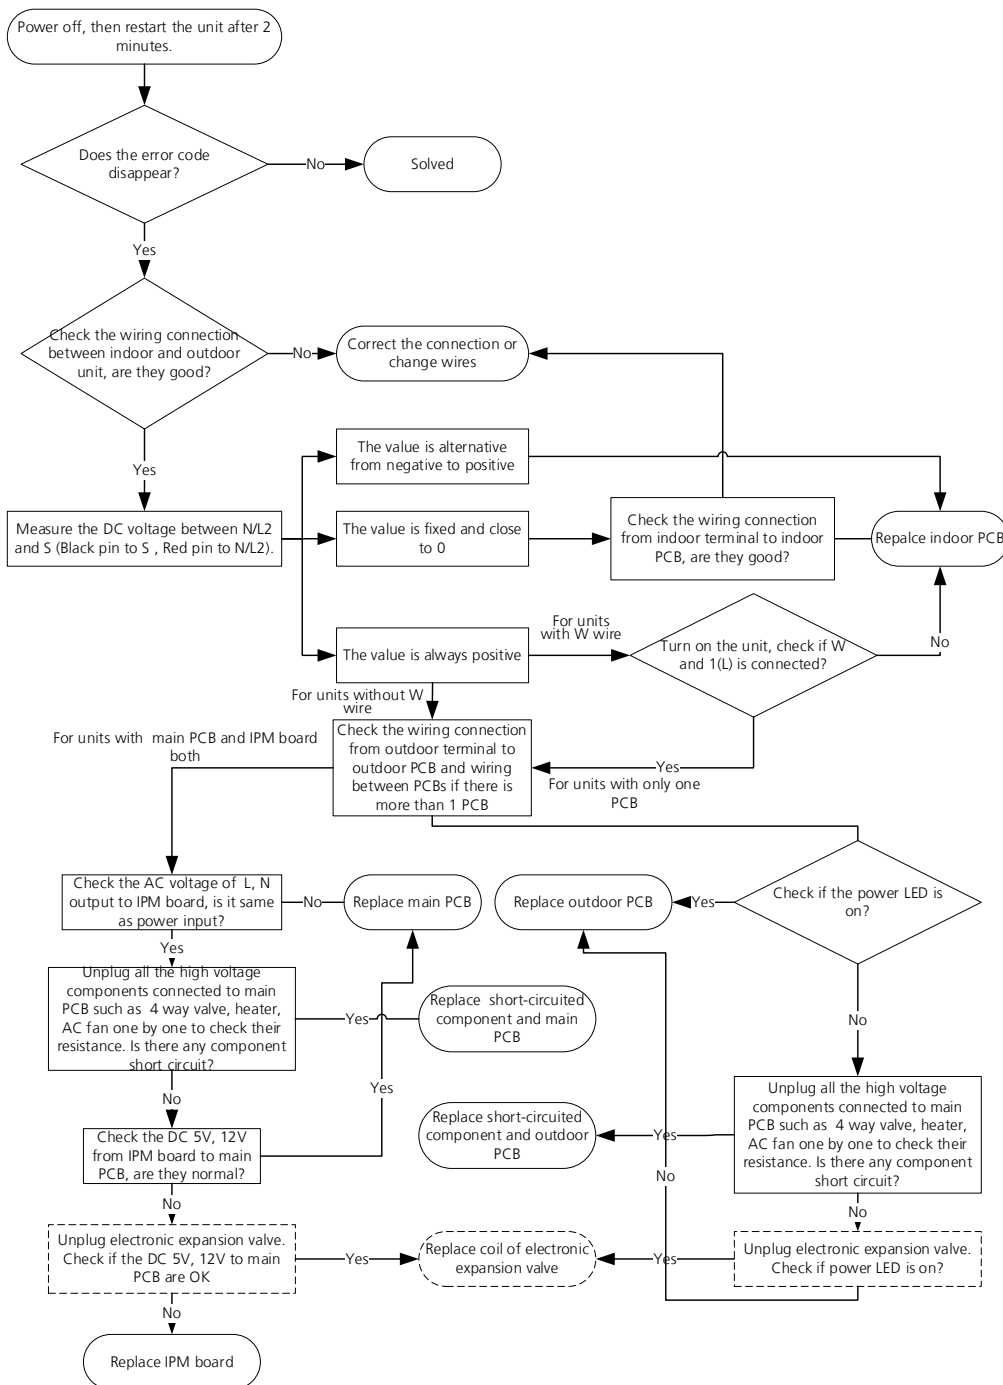 Power off, then restart the unit after 2
minutes.
Does the error code
disappear?
No
Solved
Yes
Check the wiring connection
between indoor and outdoor
unit, are they good?
No
Correct the connection or
change wires
Yes
The value is alternative
from negative to positive
Measure the DC voltage between N/L2
and S (Black pin to S , Red pin to N/L2).
The value is fixed and close
to 0
Check the wiring connection
from indoor terminal to indoor
PCB, are they good?
Repalce indoor PCB
The value is always positive
For units
with W wire
Turn on the unit, check if W
and 1(L) is connected?
No
For units without W
wire
Yes
For units with only one
PCB
Check the wiring connection
from outdoor terminal to
outdoor PCB and wiring
between PCBs if there is
more than 1 PCB
For units with main PCB and IPM board
both
Check the AC voltage of L, N
output to IPM board, is it same
as power input?
No
Replace main PCB
Replace outdoor PCB
Yes
Check if the power LED is
on?
Yes
Unplug all the high voltage
components connected to main
PCB such as 4 way valve, heater,
AC fan one by one to check their
resistance. Is there any component
short circuit?
Yes
Replace short-circuited
component and main
PCB
No
No
Yes
Check the DC 5V, 12V
from IPM board to main
PCB, are they normal?
Replace short-circuited
component and outdoor
PCB
Yes
Unplug all the high voltage
components connected to main
PCB such as 4 way valve, heater,
AC fan one by one to check their
resistance. Is there any component
short circuit?
No
No
No
Unplug electronic expansion valve.
Check if the DC 5V, 12V to main
PCB are OK
Yes
Replace coil of electronic
expansion valve
Yes
Unplug electronic expansion valve.
Check if power LED is on?
No
Replace IPM board